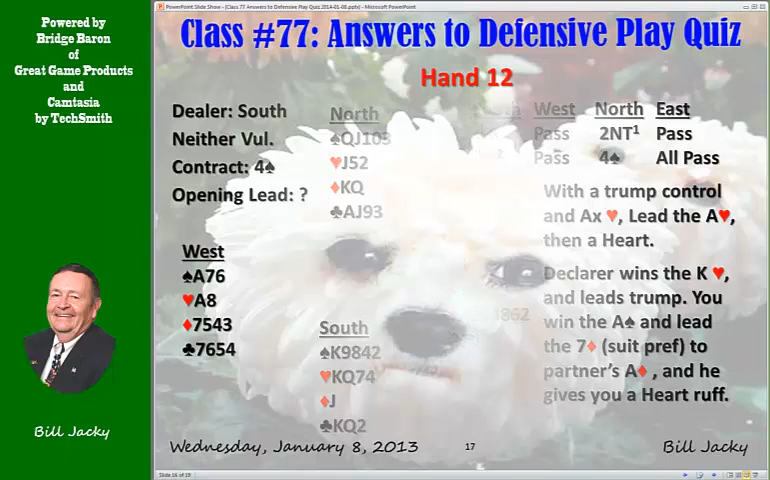 PowerPoint Slide Show - [Class 77 Answers to Defensive Play Quiz 2014-01-08.pptx] - Microsoft PowerPoint
Powered by
Bridge Baron
of
Great Game Products
and
Camtasia
by TechSmith
Bill Jacky
Class #77: Answers to Defensive Play Quiz
Hand 12
Dealer: South
Neither Vul.
Contract: 4♠
Opening Lead: ?
North
♠QJ103
♥J52
♦KQ
♣AJ93
West
♠A76
♥A8
♦7543
♣7654
South
♠K9842
♥KQ74
♦J
♣KQ2
West North East
Pass 2NT¹ Pass
Pass 4♠ All Pass
With a trump control
and Ax ♥, Lead the A♥,
then a Heart.
Declarer wins the K ♥,
and leads trump. You
win the A♠ and lead
the 7♦ (suit pref) to
partner’s A♦ , and he
gives you a Heart ruff.
Wednesday, January 8, 2013
17
Bill Jacky
Slide 16 of 19